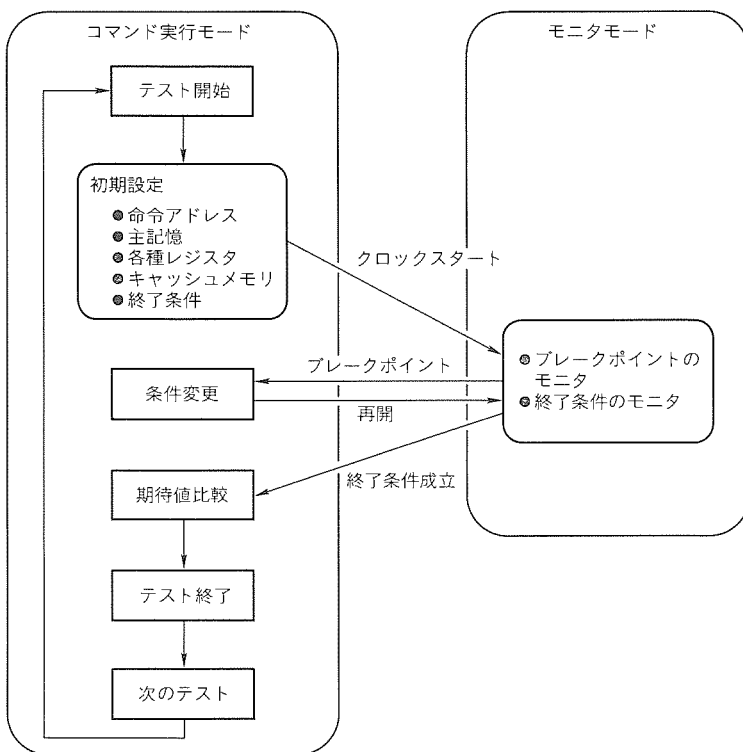 コマンド実行モード
モニタモード
テスト開始
初期設定
●命令アドレス
●主記憶
●各種レジスタ
●キャッシュメモリ
●終了条件
クロックスタート
ブレークポイント
条件変更
再開
●ブレークポイントの
モニタ
●終了条件のモニタ
終了条件成立
期待値比較
テスト終了
次のテスト